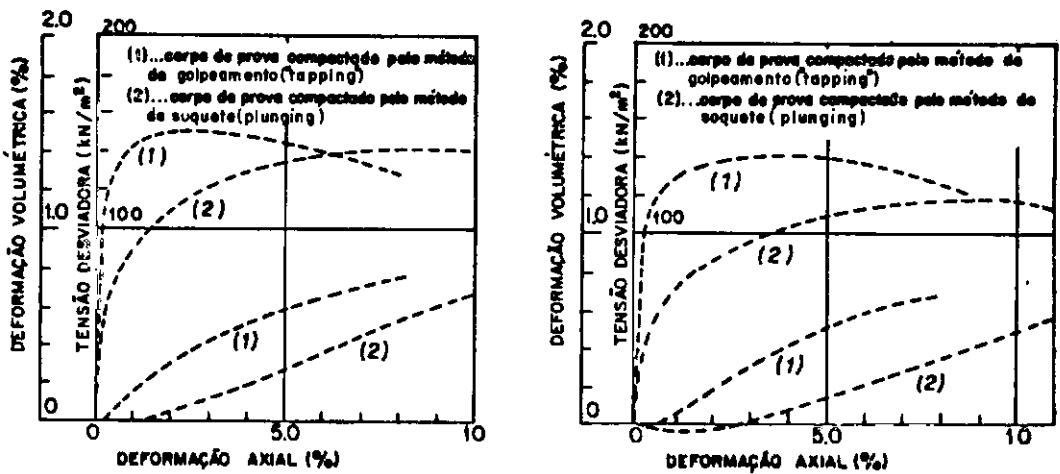 2.0
200
(1)...corpo de prova compactado pelo método
de golpeamento ("tapping")
(2)...corpo de prova compactado pelo método
de soquete (plunging)
DEFORMAÇÃO VOLUMÉTRICA (%)
TENSÃO DESVIADORA (kN/m²)
(1)
(2)
1.0
100
(1)
(2)
0
0
5.0
10
DEFORMAÇÃO AXIAL (%)
2.0
200
(1)...corpo de prova compactada pelo método de
golpeamento ("tapping")
(2)...corpo de prova compactada pelo método de
soquete (plunging)
DEFORMAÇÃO VOLUMÉTRICA (%)
TENSÃO DESVIADORA (kN/m²)
(1)
1.0
100
(2)
(1)
(2)
0
0
5.0
10
DEFORMAÇÃO AXIAL (%)